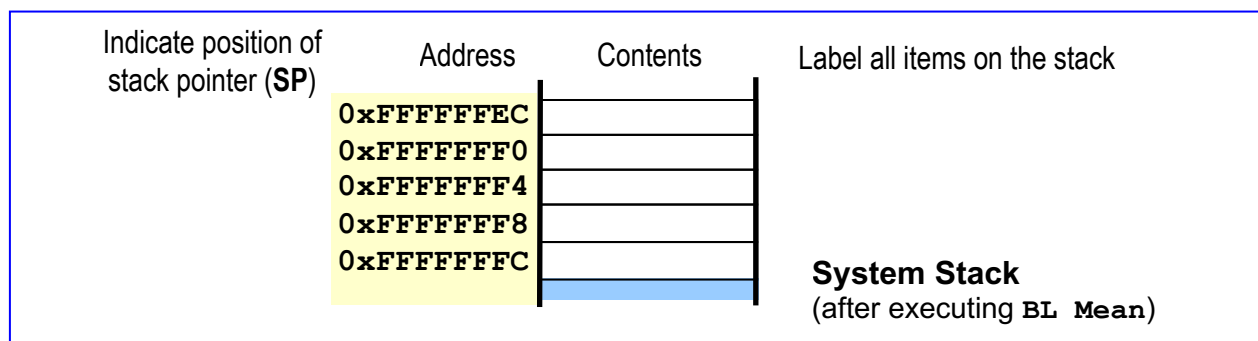 Indicate position of
stack pointer (SP)
Address
Contents
Label all items on the stack
0xFFFFFFEC
0xFFFFFFF0
0xFFFFFFF4
0xFFFFFFF8
0xFFFFFFFC
System Stack
(after executing BL Mean)